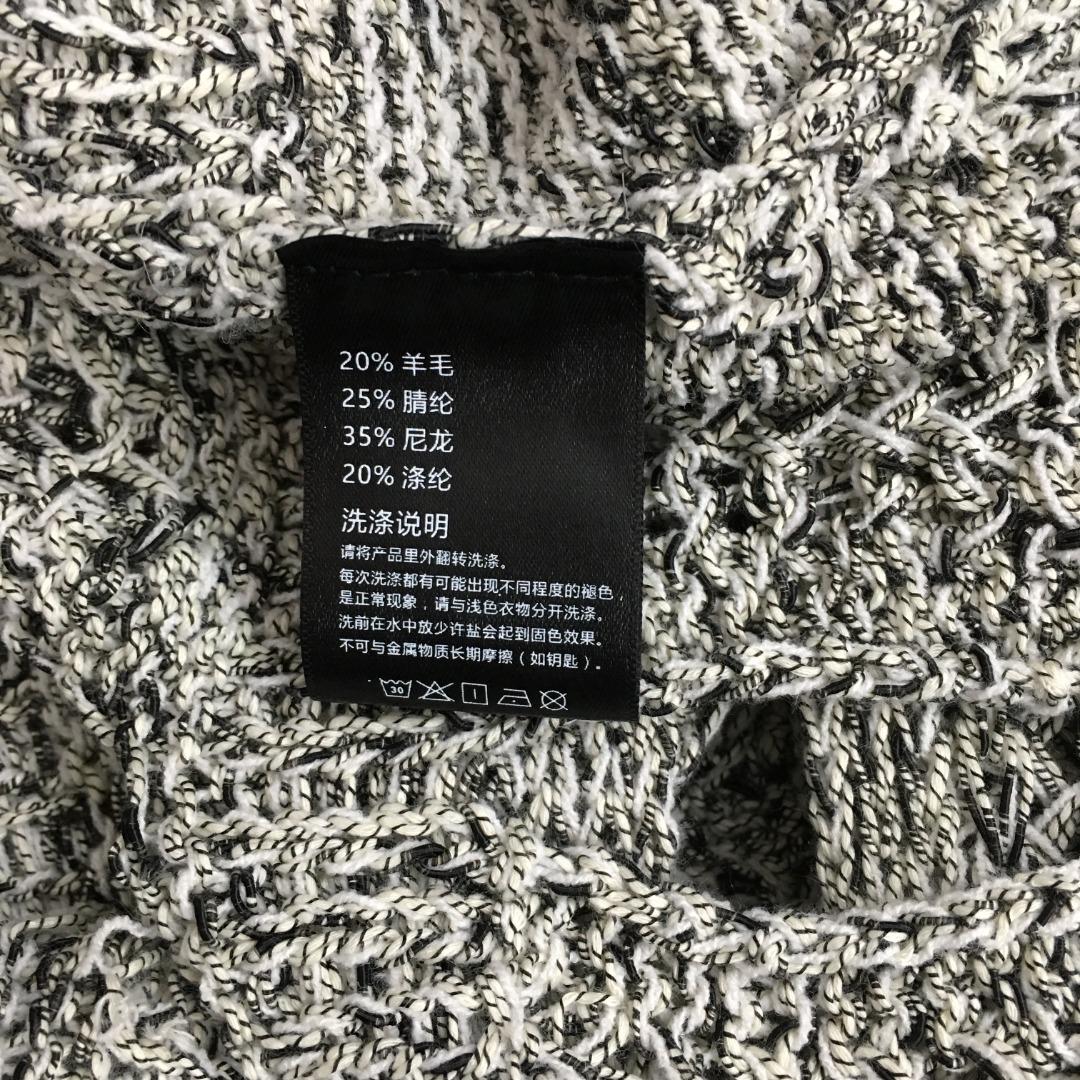 20% 羊毛
25% 腈纶
35% 尼龙
20% 涤纶
洗涤说明
请将产品里外翻转洗涤。
每次洗涤都有可能出现不同程度的褪色，
是正常现象，请与浅色衣物分开洗涤。
洗前在水中放少许盐会起到固色效果。
不可与金属物质长期摩擦（如钥匙）。
30